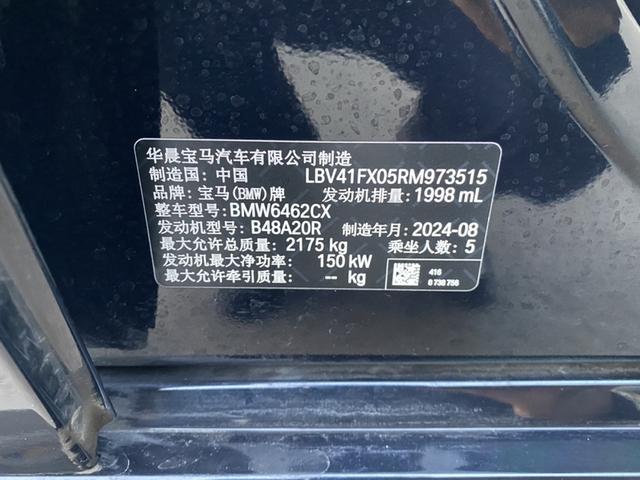 华晨宝马汽车有限公司制造
制造国: 中国 LBV41FX05RM973515
品牌: 宝马(BMW)牌 发动机排量: 1998 mL
整车型号: BMW6462CX
发动机型号: B48A20R 制造年月: 2024-08
最大允许总质量: 2175 kg 乘坐人数: 5
发动机最大净功率: 150 kW
最大允许牵引质量: -- kg
416
0 738 756